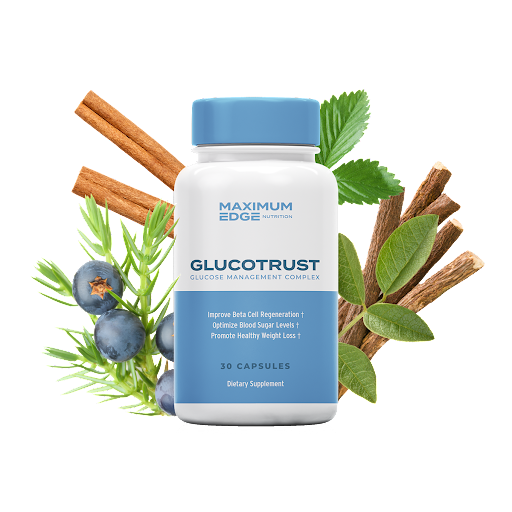 MAXIMUM
EDGE NUTRITION
GLUCOTRUST
GLUCOSE MANAGEMENT COMPLEX
Improve Beta Cell Regeneration ↑
Optimize Blood Sugar Levels ↑
Promote Healthy Weight Loss ↑
30 CAPSULES
Dietary Supplement